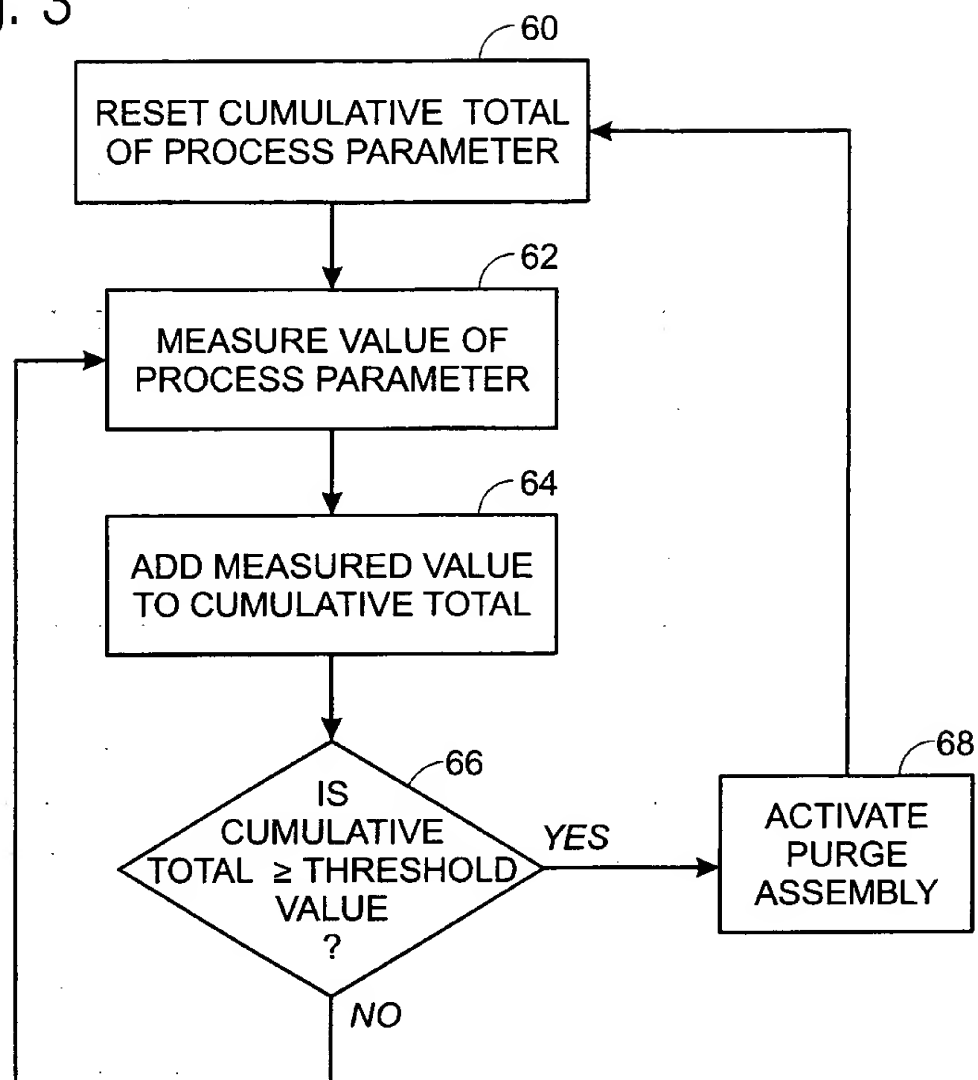 . 3
60
RESET CUMULATIVE TOTAL
OF PROCESS PARAMETER
62
MEASURE VALUE OF
PROCESS PARAMETER
64
ADD MEASURED VALUE
TO CUMULATIVE TOTAL
66
IS
CUMULATIVE
TOTAL ≥ THRESHOLD
VALUE
?
YES
68
ACTIVATE
PURGE
ASSEMBLY
NO